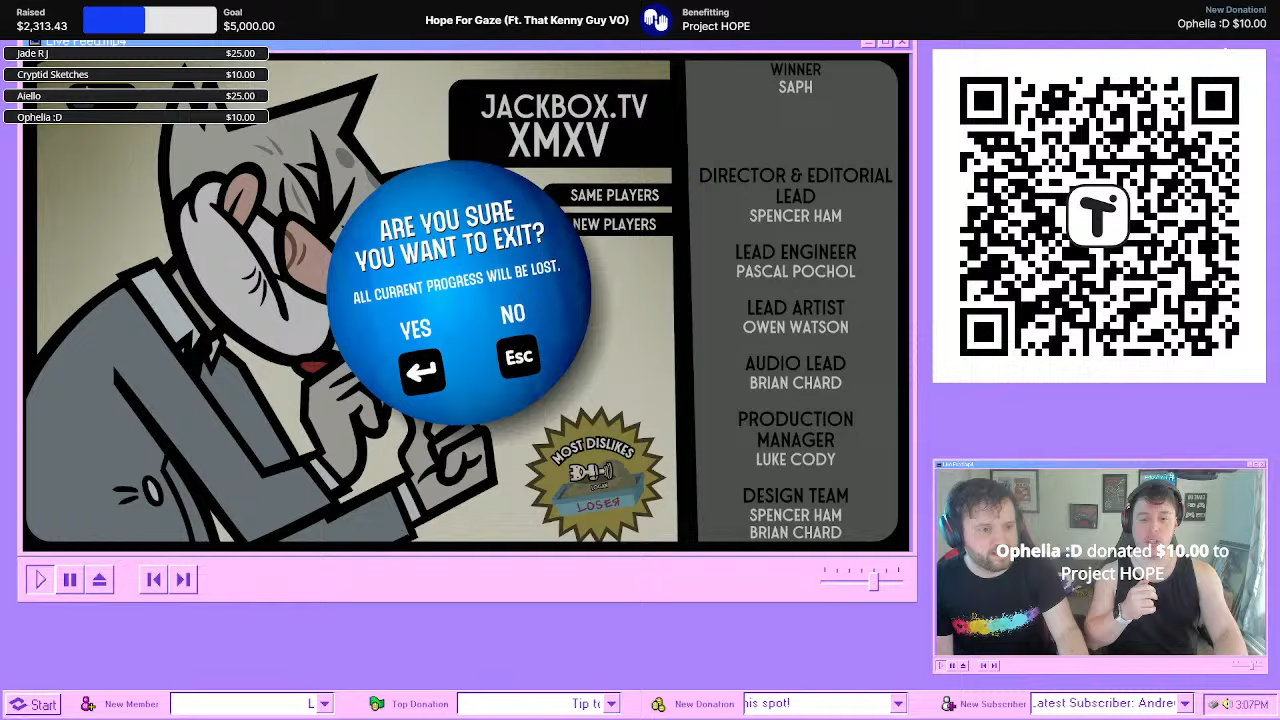 Raised
$2,313.43
Goal
$5,000.00
Hope For Gaze (Ft. That Kenny Guy VO)
Benefitting
Project HOPE
New Donation!
Ophelia :D $10.00
Jade R J $25.00
Cryptid Sketches $10.00
Aiello $25.00
Ophelia :D $10.00
JACKBOX.TV
XMXV
SAME PLAYERS
NEW PLAYERS
ARE YOU SURE
YOU WANT TO EXIT?
ALL CURRENT PROGRESS WILL BE LOST.
YES
NO
Esc
MOST DISLIKES
LOGAN
LOSER
WINNER
SAPH
DIRECTOR & EDITORIAL
LEAD
SPENCER HAM
LEAD ENGINEER
PASCAL POCHOL
LEAD ARTIST
OWEN WATSON
AUDIO LEAD
BRIAN CHARD
PRODUCTION
MANAGER
LUKE CODY
DESIGN TEAM
SPENCER HAM
BRIAN CHARD
T
Ophelia :D donated $10.00 to
Project HOPE
Start
New Member
L
Top Donation
Tip to
New Donation
his spot!
New Subscriber
Latest Subscriber: Andre
3:07PM